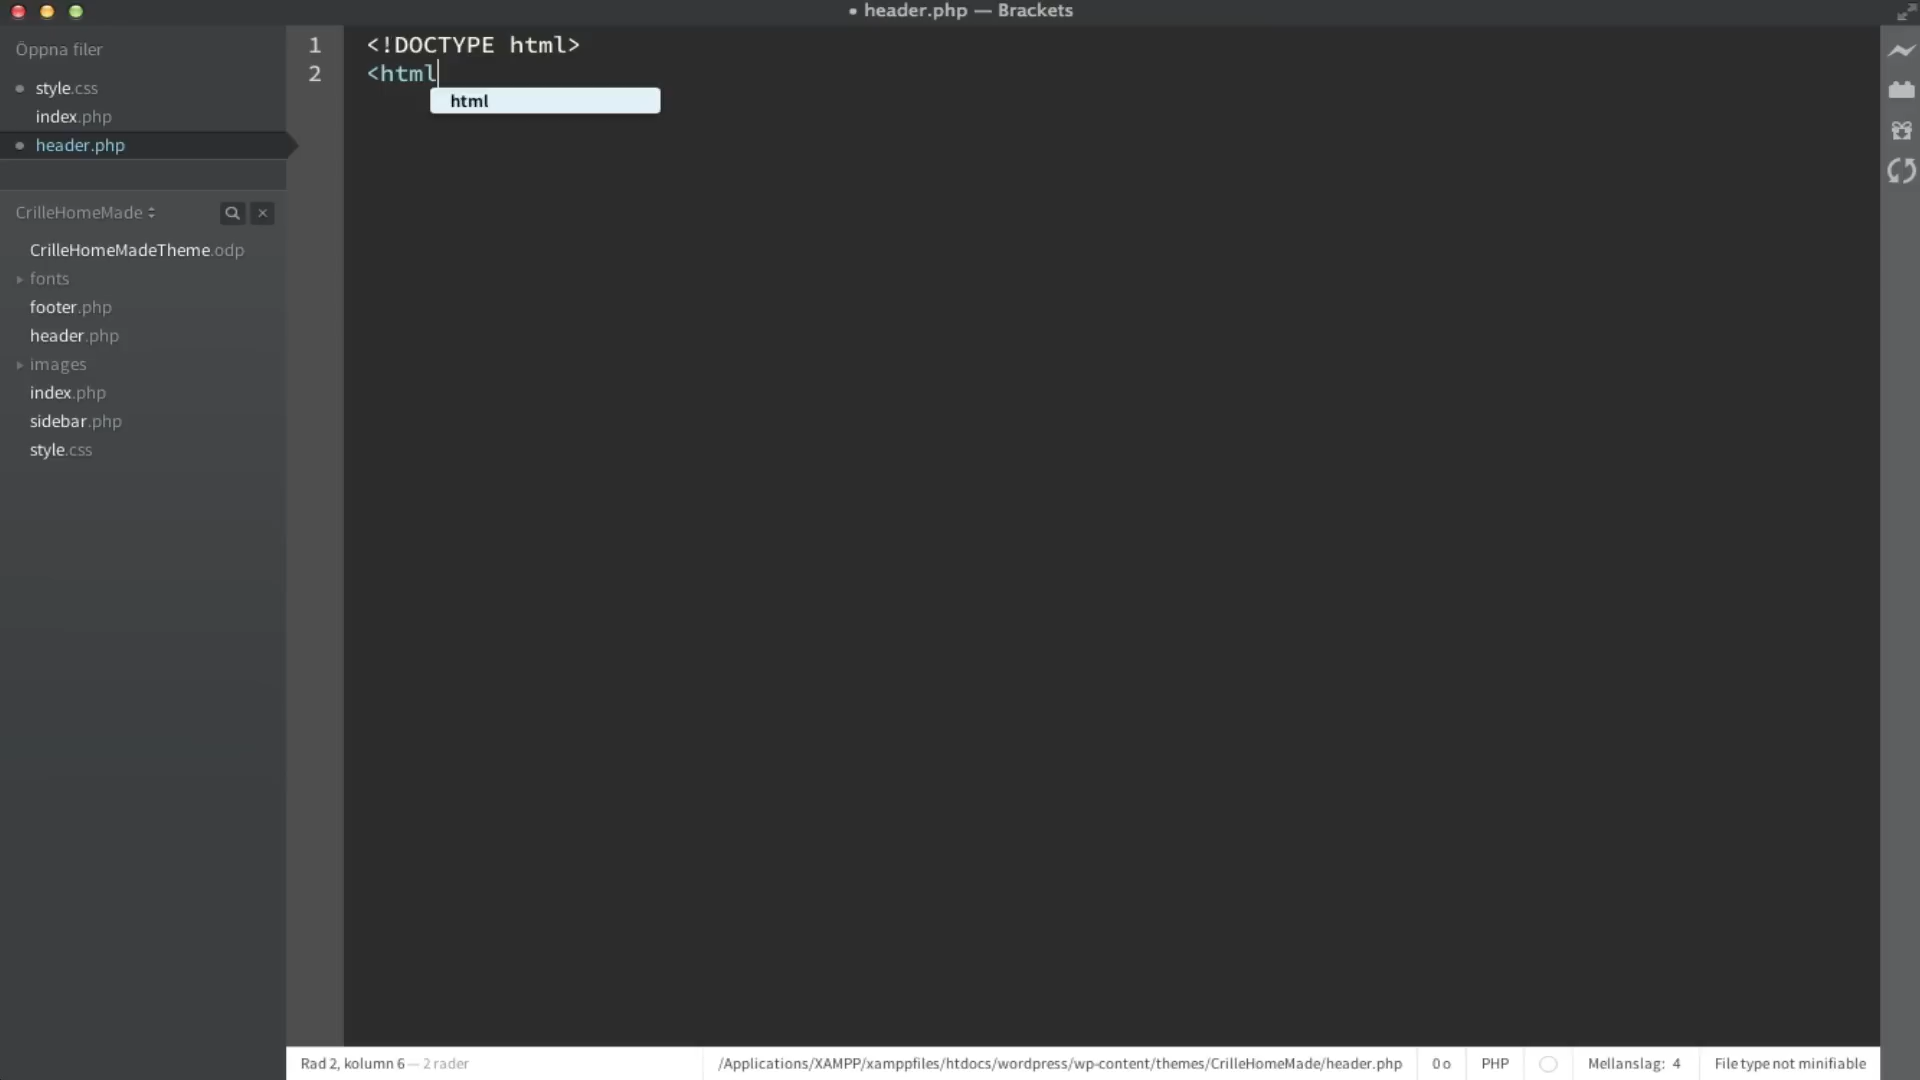 • header.php — Brackets
Öppna filer
style.css
index.php
header.php
CrilleHomeMade
CrilleHomeMadeTheme.odp
fonts
footer.php
header.php
images
index.php
sidebar.php
style.css
1 <!DOCTYPE html>
2 <html
html
Rad 2, kolumn 6 — 2 rader
/Applications/XAMPP/xamppfiles/htdocs/wordpress/wp-content/themes/CrilleHomeMade/header.php
0 o
PHP
Mellanslag: 4
File type not minifiable